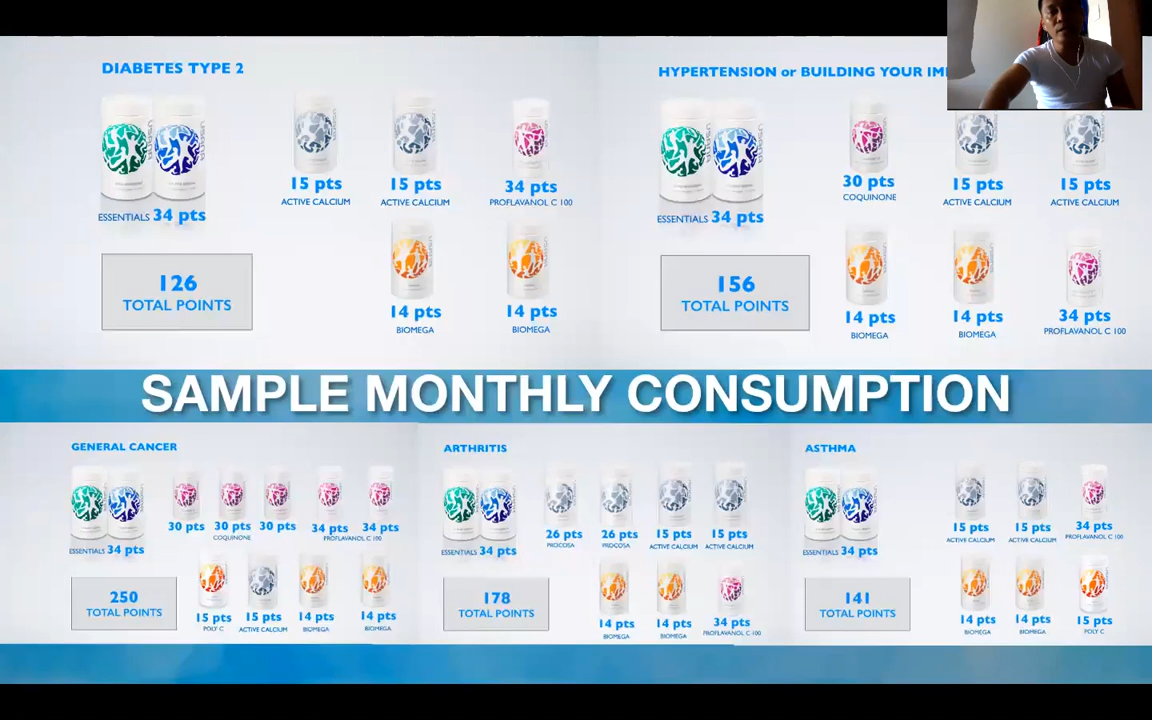 DIABETES TYPE 2
15 pts
15 pts
34 pts
ACTIVE CALCIUM
ACTIVE CALCIUM
PROFLAVANOL C 100
ESSENTIALS 34 pts
126
TOTAL POINTS
14 pts
14 pts
BIOMEGA
BIOMEGA
HYPERTENSION or BUILDING YOUR
30 pts
15 pts
15 pts
COQUINONE
ACTIVE CALCIUM
ACTIVE CALCIUM
ESSENTIALS 34 pts
156
TOTAL POINTS
14 pts
14 pts
34 pts
BIOMEGA
BIOMEGA
PROFLAVANOL C 100
SAMPLE MONTHLY CONSUMPTION
GENERAL CANCER
30 pts
30 pts
30 pts
34 pts
34 pts
COQUINONE
PROFLAVANOL C 100
ESSENTIALS 34 pts
250
TOTAL POINTS
15 pts
15 pts
14 pts
14 pts
POLY C
ACTIVE CALCIUM
BIOMEGA
BIOMEGA
ARTHRITIS
26 pts
26 pts
15 pts
15 pts
PROCOSA
PROCOSA
ACTIVE CALCIUM
ACTIVE CALCIUM
ESSENTIALS 34 pts
178
TOTAL POINTS
14 pts
14 pts
34 pts
BIOMEGA
BIOMEGA
PROFLAVANOL C 100
ASTHMA
15 pts
15 pts
34 pts
ACTIVE CALCIUM
ACTIVE CALCIUM
PROFLAVANOL C 100
ESSENTIALS 34 pts
141
TOTAL POINTS
14 pts
14 pts
15 pts
BIOMEGA
BIOMEGA
POLY C